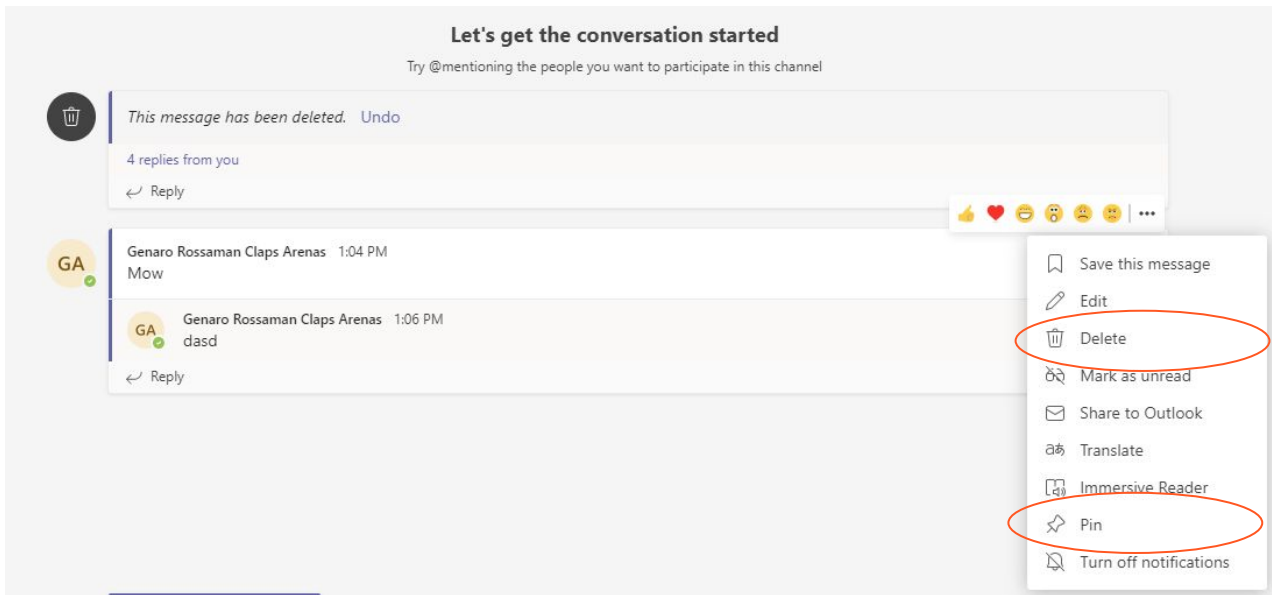 Let's get the conversation started
Try @mentioning the people you want to participate in this channel
This message has been deleted. Undo
4 replies from you
Reply
GA
Genaro Rossaman Claps Arenas 1:04 PM
Mow
GA
Genaro Rossaman Claps Arenas 1:06 PM
dasd
Reply
Save this message
Edit
Delete
Mark as unread
Share to Outlook
aあ Translate
Immersive Reader
Pin
Turn off notifications